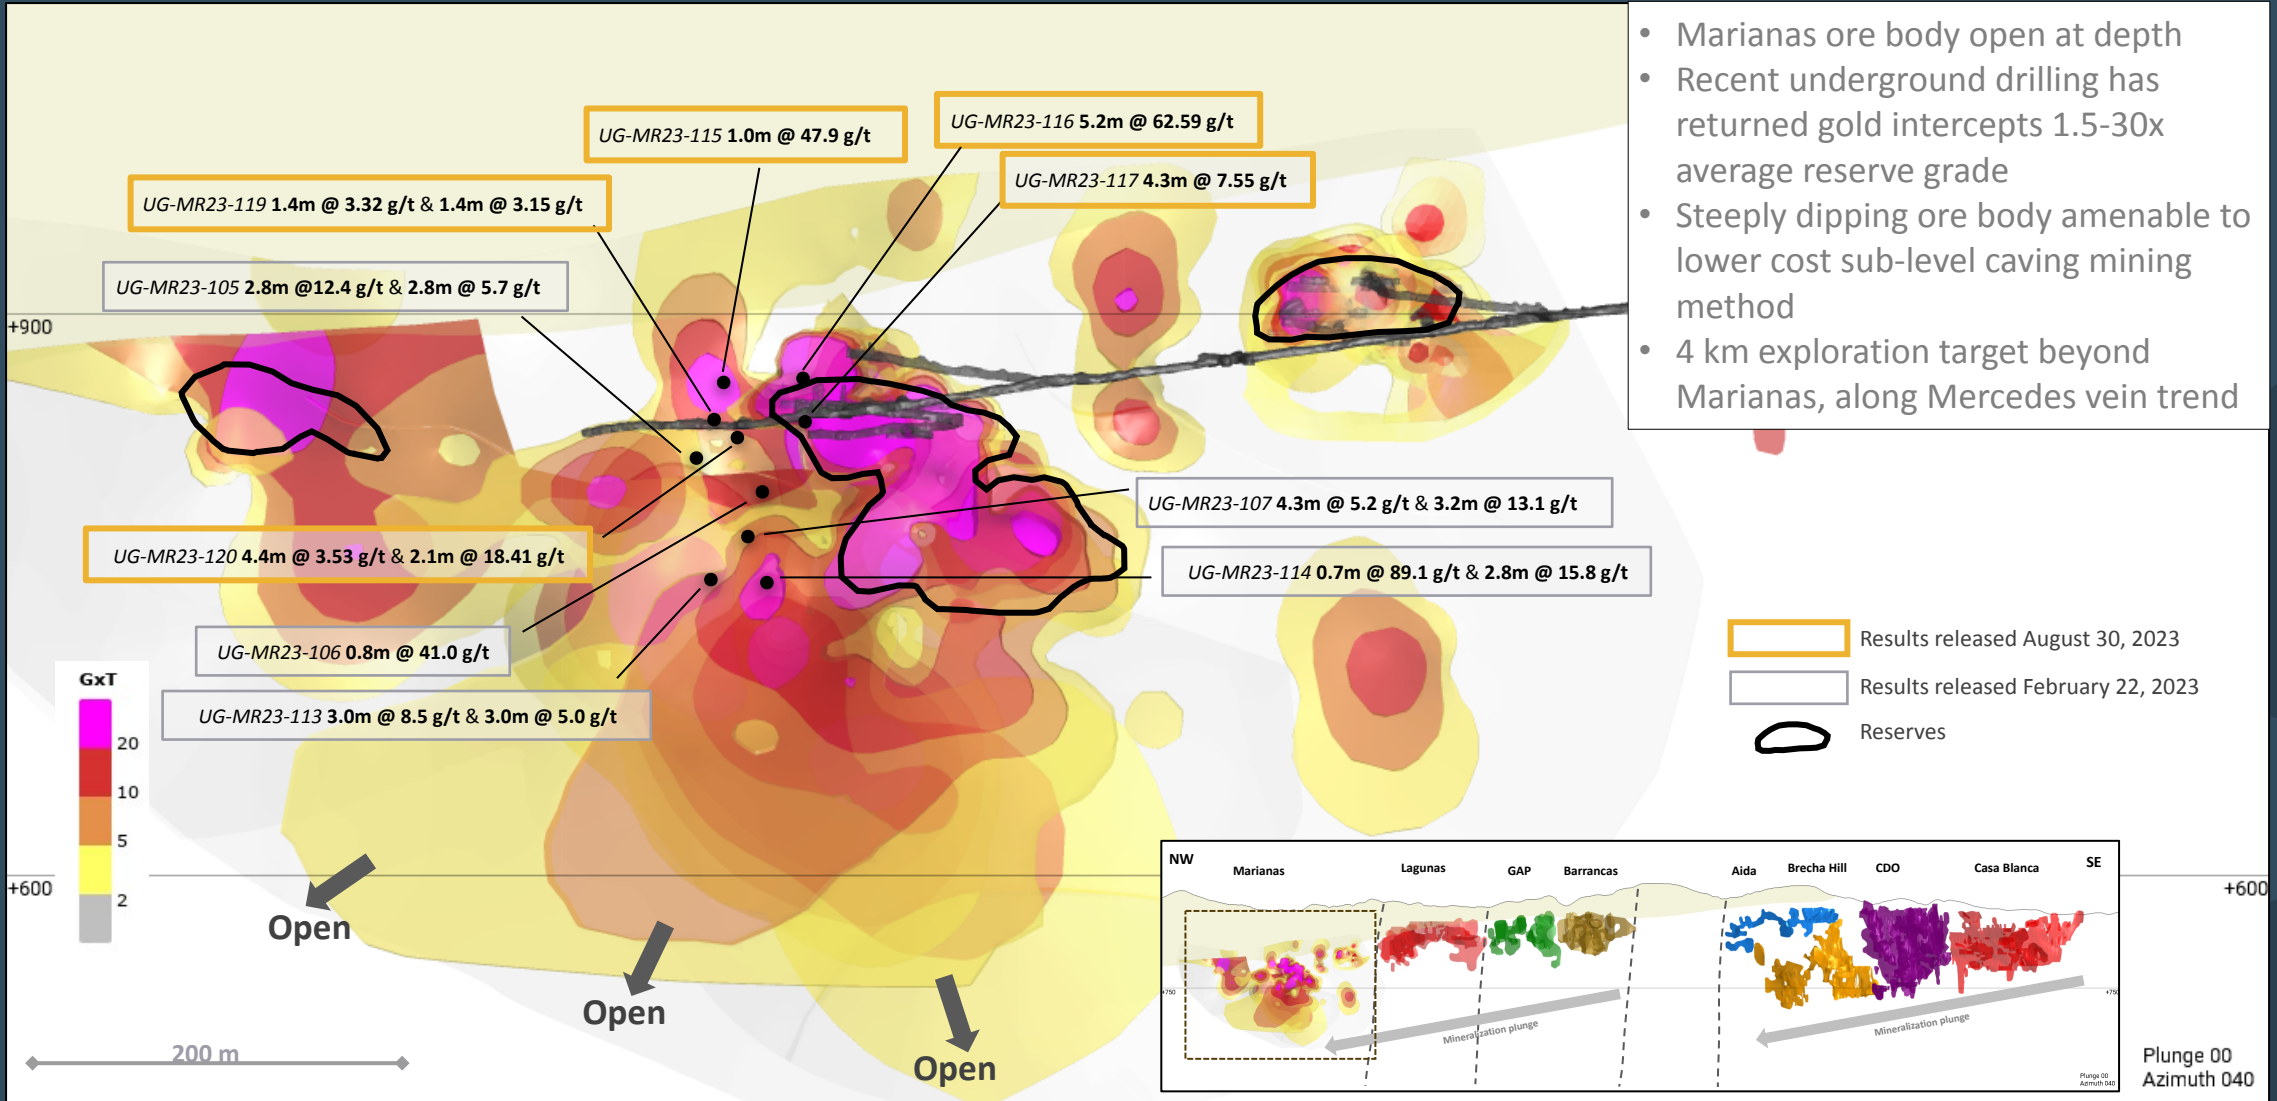 • Marianas ore body open at depth
• Recent underground drilling has
returned gold intercepts 1.5-30x
average reserve grade
• Steeply dipping ore body amenable to
lower cost sub-level caving mining
method
• 4 km exploration target beyond
Marianas, along Mercedes vein trend
UG-MR23-115 1.0m @ 47.9 g/t
UG-MR23-116 5.2m @ 62.59 g/t
UG-MR23-117 4.3m @ 7.55 g/t
UG-MR23-119 1.4m @ 3.32 g/t & 1.4m @ 3.15 g/t
UG-MR23-105 2.8m @12.4 g/t & 2.8m @ 5.7 g/t
+900
UG-MR23-107 4.3m @ 5.2 g/t & 3.2m @ 13.1 g/t
UG-MR23-120 4.4m @ 3.53 g/t & 2.1m @ 18.41 g/t
UG-MR23-114 0.7m @ 89.1 g/t & 2.8m @ 15.8 g/t
UG-MR23-106 0.8m @ 41.0 g/t
UG-MR23-113 3.0m @ 8.5 g/t & 3.0m @ 5.0 g/t
Results released August 30, 2023
Results released February 22, 2023
Reserves
GxT
20
10
5
2
+600
+600
Open
Open
Open
200 m
NW
SE
Marianas
Lagunas
GAP
Barrancas
Aida
Brecha Hill
CDO
Casa Blanca
+750
+750
Mineralization plunge
Mineralization plunge
Plunge 00
Azimuth 040
Plunge 00
Azimuth 040